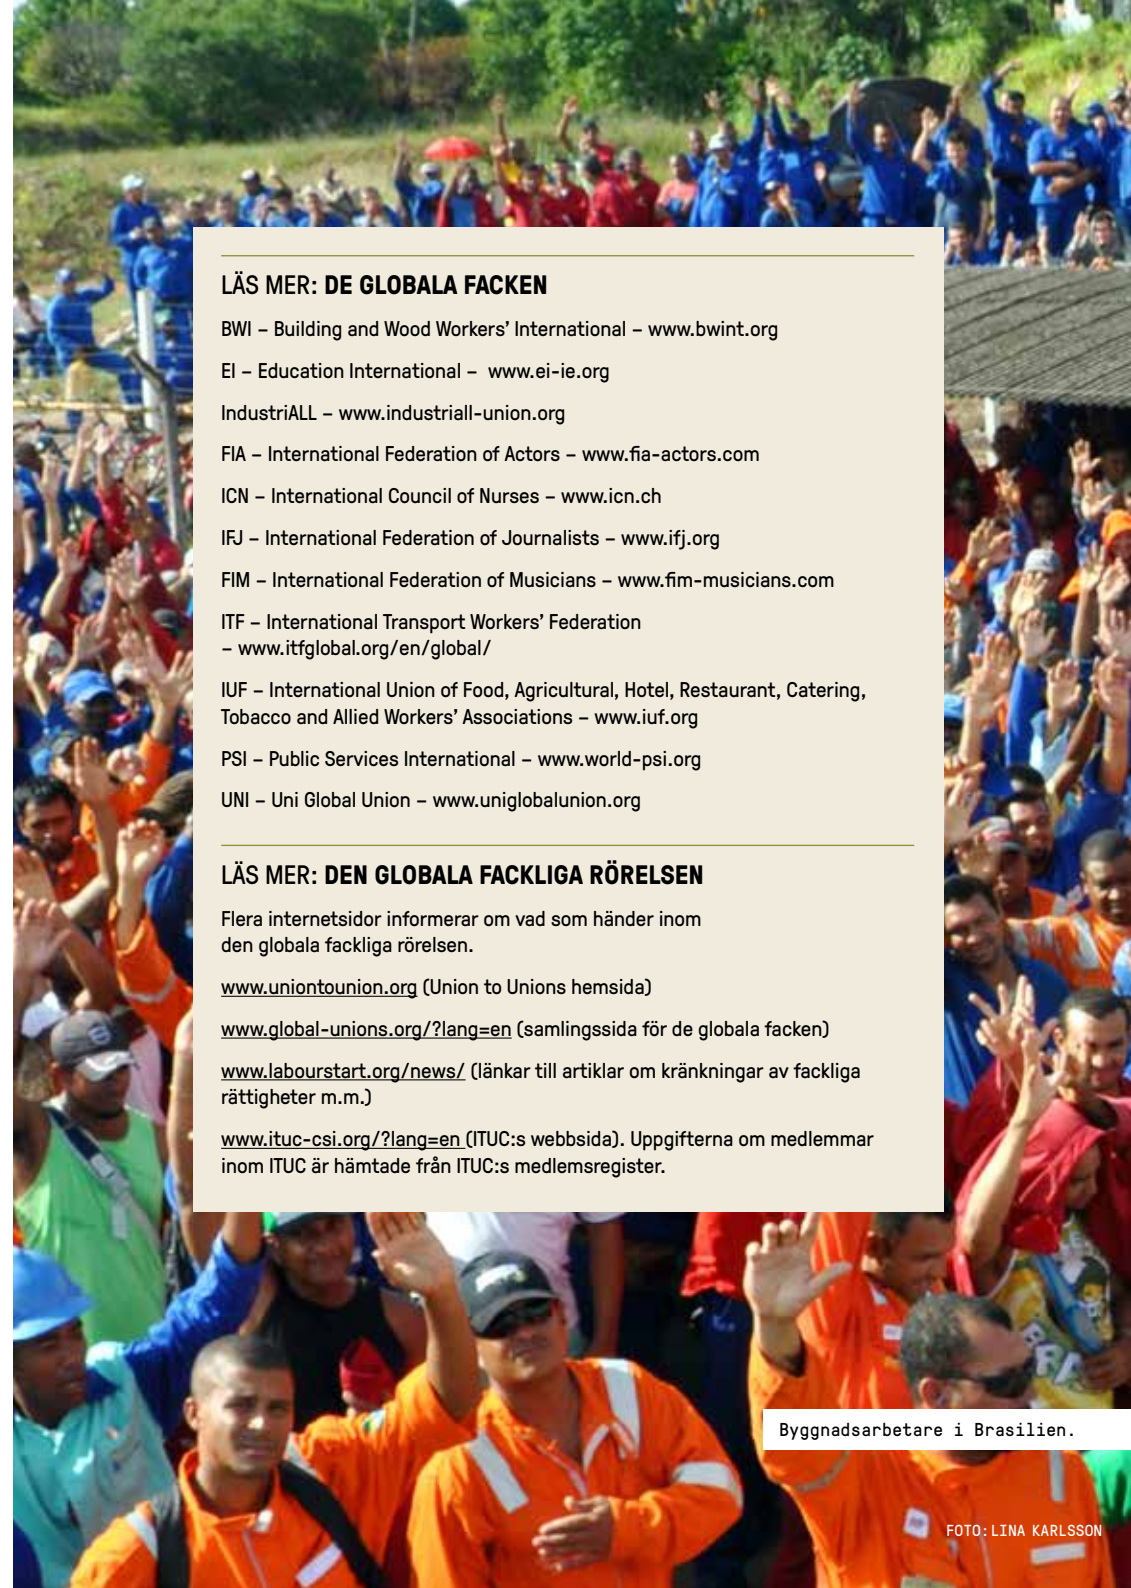 LÄS MER: DE GLOBALA FACKEN
BWI – Building and Wood Workers’ International – www.bwint.org
EI – Education International –  www.ei-ie.org
IndustriALL – www.industriall-union.org
FIA – International Federation of Actors – www.fia-actors.com
ICN – International Council of Nurses – www.icn.ch
IFJ – International Federation of Journalists – www.ifj.org
FIM – International Federation of Musicians – www.fim-musicians.com
ITF – International Transport Workers’ Federation
– www.itfglobal.org/en/global/
IUF – International Union of Food, Agricultural, Hotel, Restaurant, Catering,
Tobacco and Allied Workers’ Associations – www.iuf.org
PSI – Public Services International – www.world-psi.org
UNI – Uni Global Union – www.uniglobalunion.org
LÄS MER: DEN GLOBALA FACKLIGA RÖRELSEN
Flera internetsidor informerar om vad som händer inom
den globala fackliga rörelsen.
www.uniontounion.org (Union to Unions hemsida)
www.global-unions.org/?lang=en (samlingssida för de globala facken)
www.labourstart.org/news/ (länkar till artiklar om kränkningar av fackliga
rättigheter m.m.)
www.ituc-csi.org/?lang=en (ITUC:s webbsida). Uppgifterna om medlemmar
inom ITUC är hämtade från ITUC:s medlemsregister.
Byggnadsarbetare i Brasilien.
FOTO: LINA KARLSSON